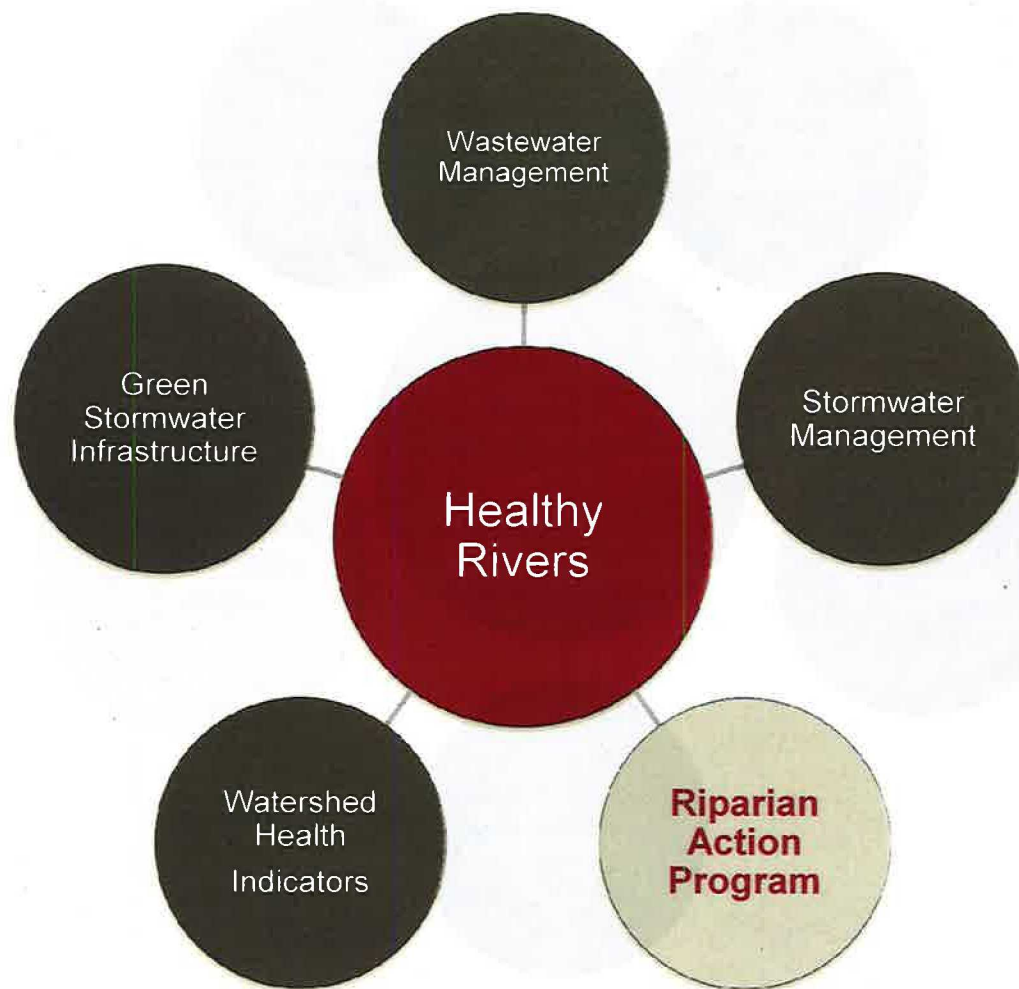 Wastewater
Management
Green
Stormwater
Infrastructure
Stormwater
Management
Healthy
Rivers
Watershed
Health
Indicators
Riparian
Action
Program